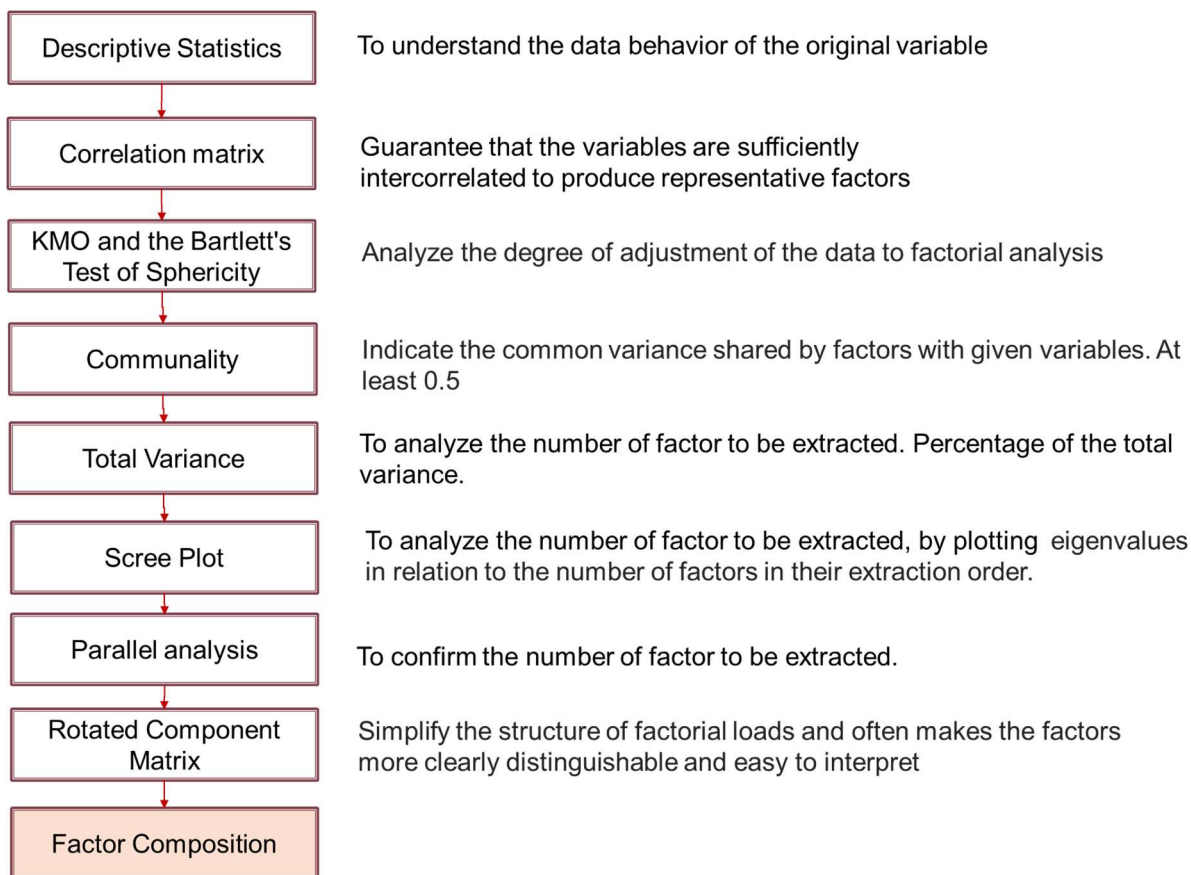 Descriptive Statistics
To understand the data behavior of the original variable
Correlation matrix
Guarantee that the variables are sufficiently
intercorrelated to produce representative factors
KMO and the Bartlett's
Test of Sphericity
Analyze the degree of adjustment of the data to factorial analysis
Communality
Indicate the common variance shared by factors with given variables. At
least 0.5
Total Variance
To analyze the number of factor to be extracted. Percentage of the total
variance.
Scree Plot
To analyze the number of factor to be extracted, by plotting eigenvalues
in relation to the number of factors in their extraction order.
Parallel analysis
To confirm the number of factor to be extracted.
Rotated Component
Matrix
Simplify the structure of factorial loads and often makes the factors
more clearly distinguishable and easy to interpret
Factor Composition